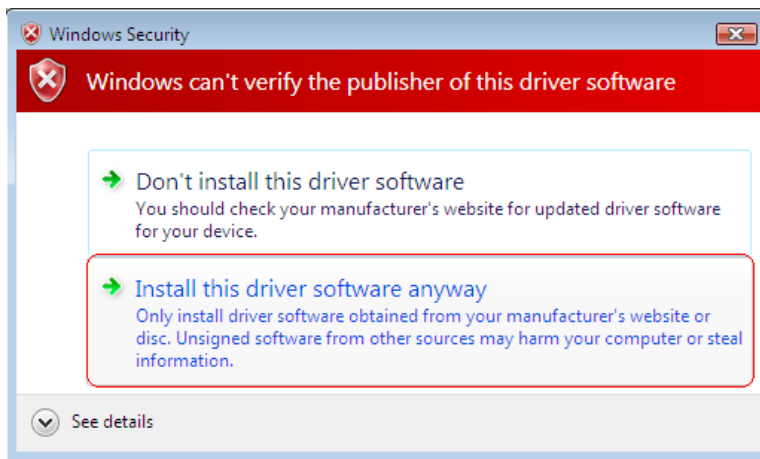 Windows Security
Windows can't verify the publisher of this driver software
Don't install this driver software
You should check your manufacturer's website for updated driver software
for your device.
Install this driver software anyway
Only install driver software obtained from your manufacturer's website or
disc. Unsigned software from other sources may harm your computer or steal
information.
See details